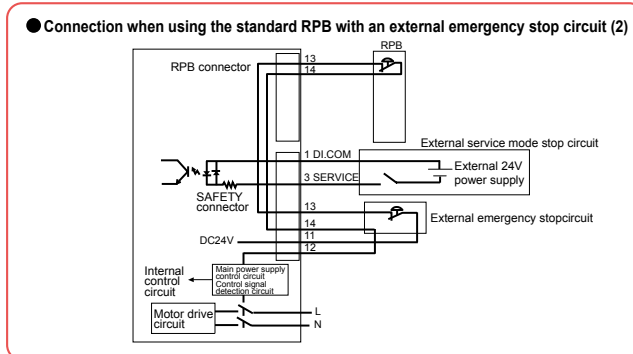 ● Connection when using the standard RPB with an external emergency stop circuit (2)
RPB
RPB connector
13
14
External service mode stop circuit
1 DI.COM
External 24V
power supply
3 SERVICE
SAFETY
connector
13
External emergency stopcircuit
14
DC24V
11
12
Internal
control
circuit
Main power supply
control circuit
Control signal
detection circuit
Motor drive
circuit
L
N